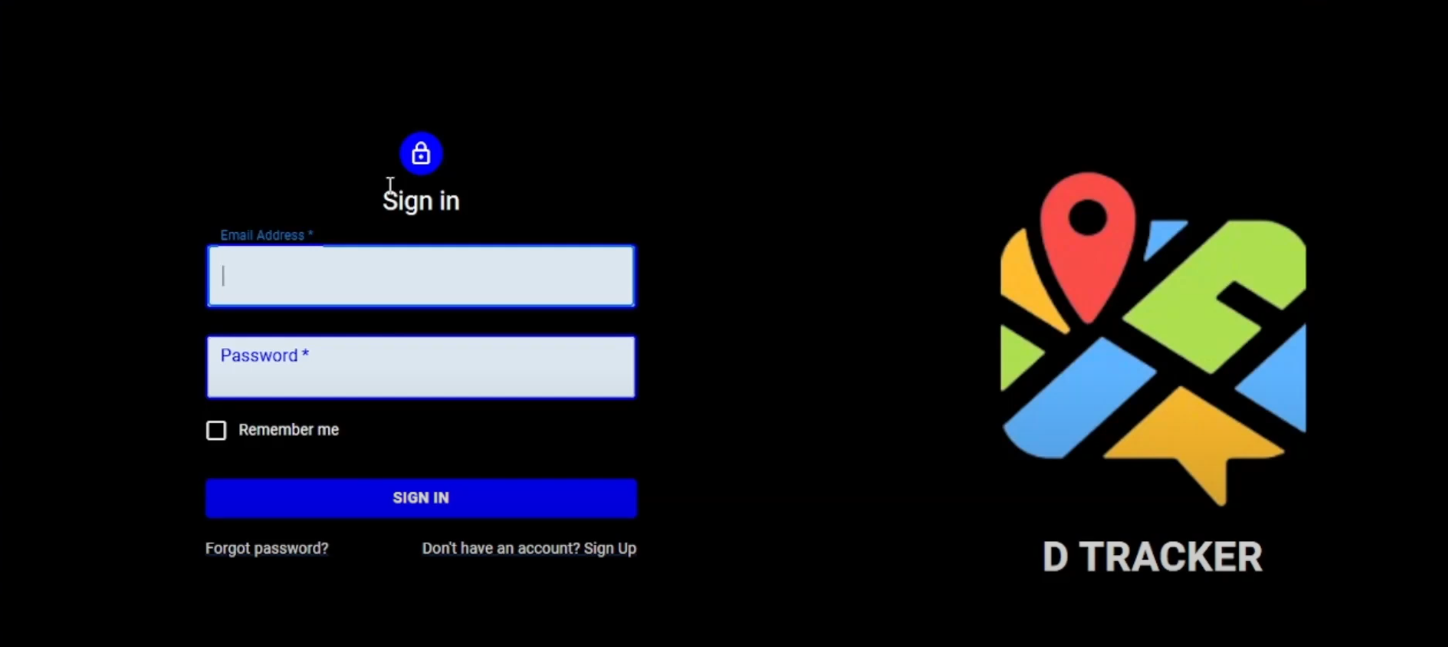 Sign in
Email Address *
Password *
Remember me
SIGN IN
Forgot password?
Don't have an account? Sign Up
D TRACKER